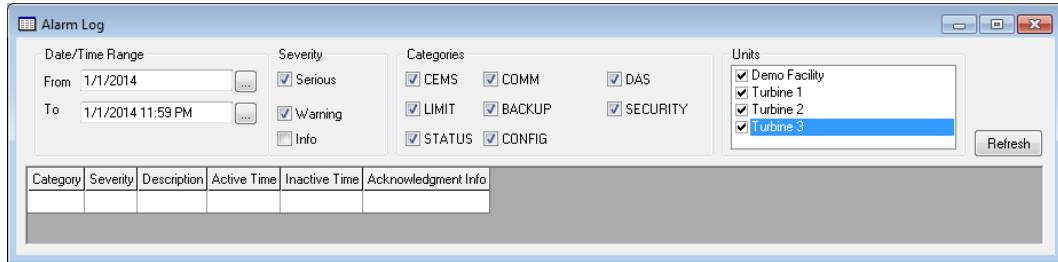 Alarm Log
Date/Time Range
From 1/1/2014 ...
To 1/1/2014 11:59 PM ...
Severity
Serious
Warning
Info
Categories
CEMS COMM DAS
LIMIT BACKUP SECURITY
STATUS CONFIG
Units
Demo Facility
Turbine 1
Turbine 2
Turbine 3
Refresh
Category Severity Description Active Time Inactive Time Acknowledgment Info